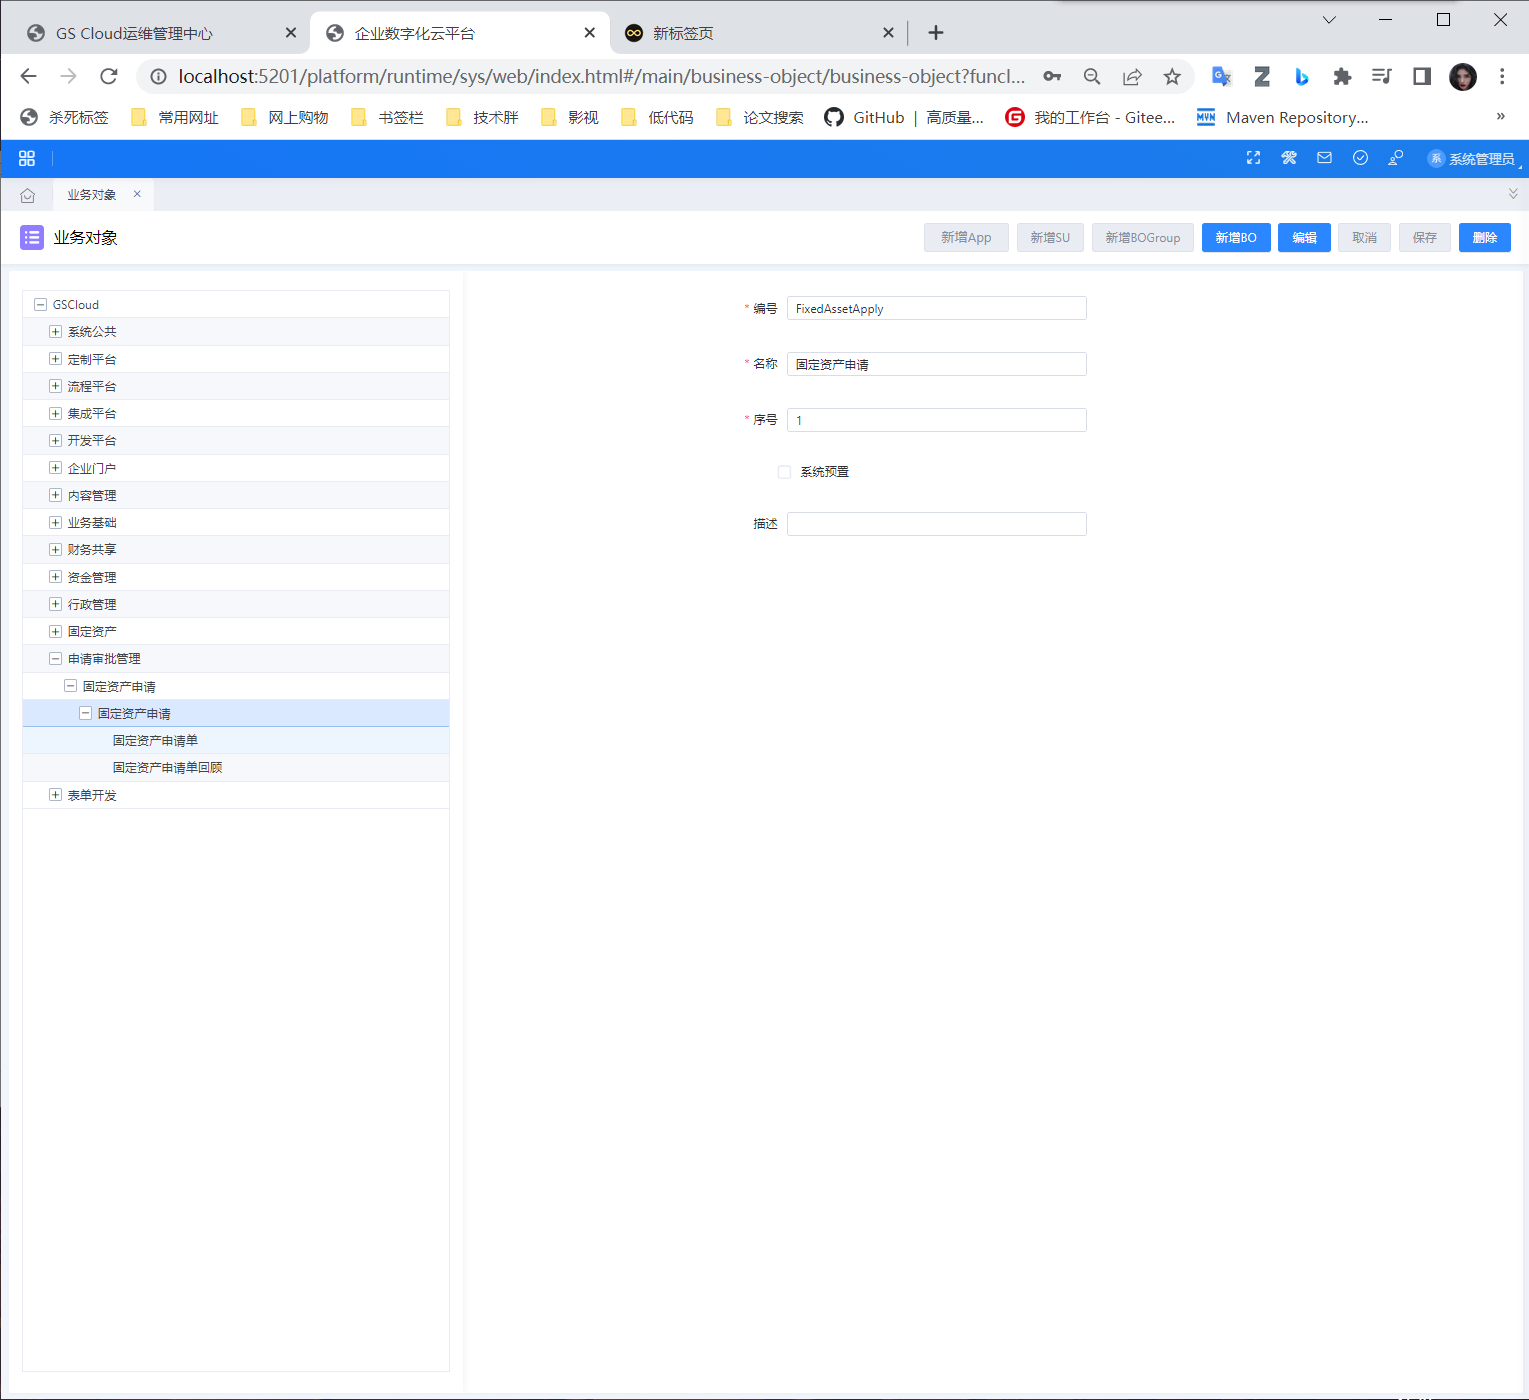 GS Cloud运维管理中心
企业数字化云平台
新标签页
localhost:5201/platform/runtime/sys/web/index.html#/main/business-object/business-object?funcl...
杀死标签
常用网址
网上购物
书签栏
技术胖
影视
低代码
论文搜索
GitHub | 高质量...
我的工作台 - Gitee...
MVN
Maven Repository...
系 系统管理员
业务对象
业务对象
新增App
新增SU
新增BOGroup
新增BO
编辑
取消
保存
删除
GSCloud
系统公共
定制平台
流程平台
集成平台
开发平台
企业门户
内容管理
业务基础
财务共享
资金管理
行政管理
固定资产
申请审批管理
固定资产申请
固定资产申请
固定资产申请单
固定资产申请单回顾
表单开发
* 编号 FixedAssetApply
* 名称 固定资产申请
* 序号 1
系统预置
描述